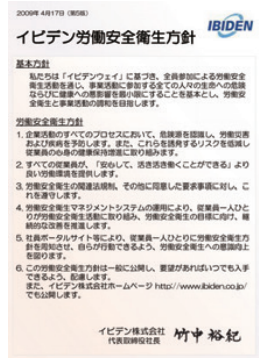 2009年 4月17日（第5版）
IBIDEN
イビデン労働安全衛生方針
基本方針
私たちは「イビデンウェイ」に基づき、全員参加による労働安全
衛生活動を通じ、事業活動に参加する全ての人々の生命への危険
ならびに健康への悪影響を最小限にすることを基本とし、労働安
全衛生と事業活動の調和を目指します。
労働安全衛生方針
1. 企業活動のすべてのプロセスにおいて、危険源を認識し、労働災害
および疾病を予防します。また、これらを誘発するリスクを低減し
従業員の心身の健康保持増進に取り組みます。
2. すべての従業員が、「安心して、活き活き働くことができる」より
良い労働環境を提供します。
3. 労働安全衛生の関連法規制、その他に同意した要求事項に対し、こ
れを遵守します。
4. 労働安全衛生マネジメントシステムの運用により、従業員一人ひと
りが労働安全衛生活動に取り組み、労働安全衛生の目標に向け、継
続的な改善を推進します。
5. 社員ポータルサイト等により、従業員一人ひとりに労働安全衛生方
針を周知させ、自らが行動できるよう、労働安全衛生への意識向上
を図ります。
6. この労働安全衛生方針は一般に公開し、要望があればいつでも入手
できるよう、配慮します。
また、イビデン株式会社ホームページ http://www.ibiden.co.jp/
でも公開します。
イビデン株式会社
代表取締役社長 竹中 裕紀